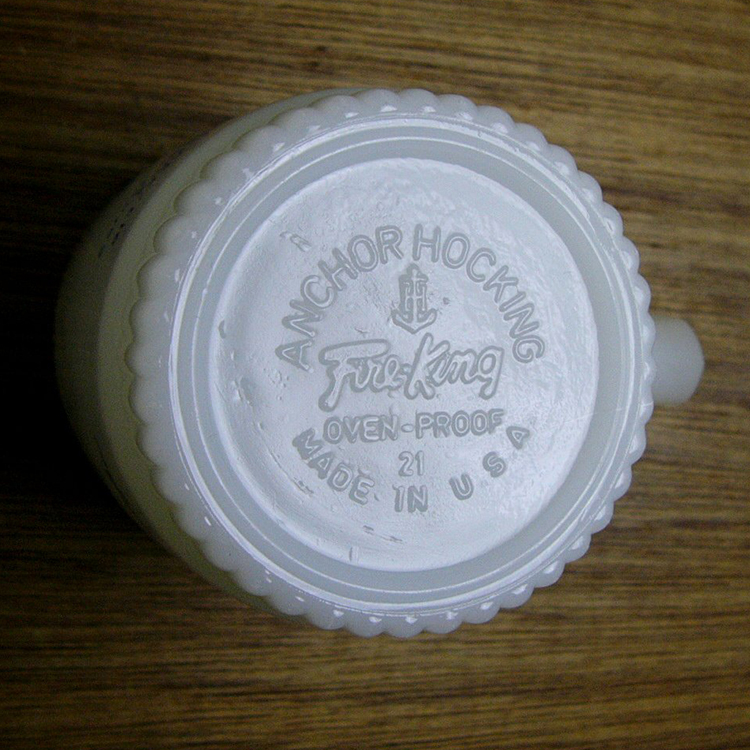 ANCHOR HOCKING
Fire-King
OVEN-PROOF
21
MADE IN USA